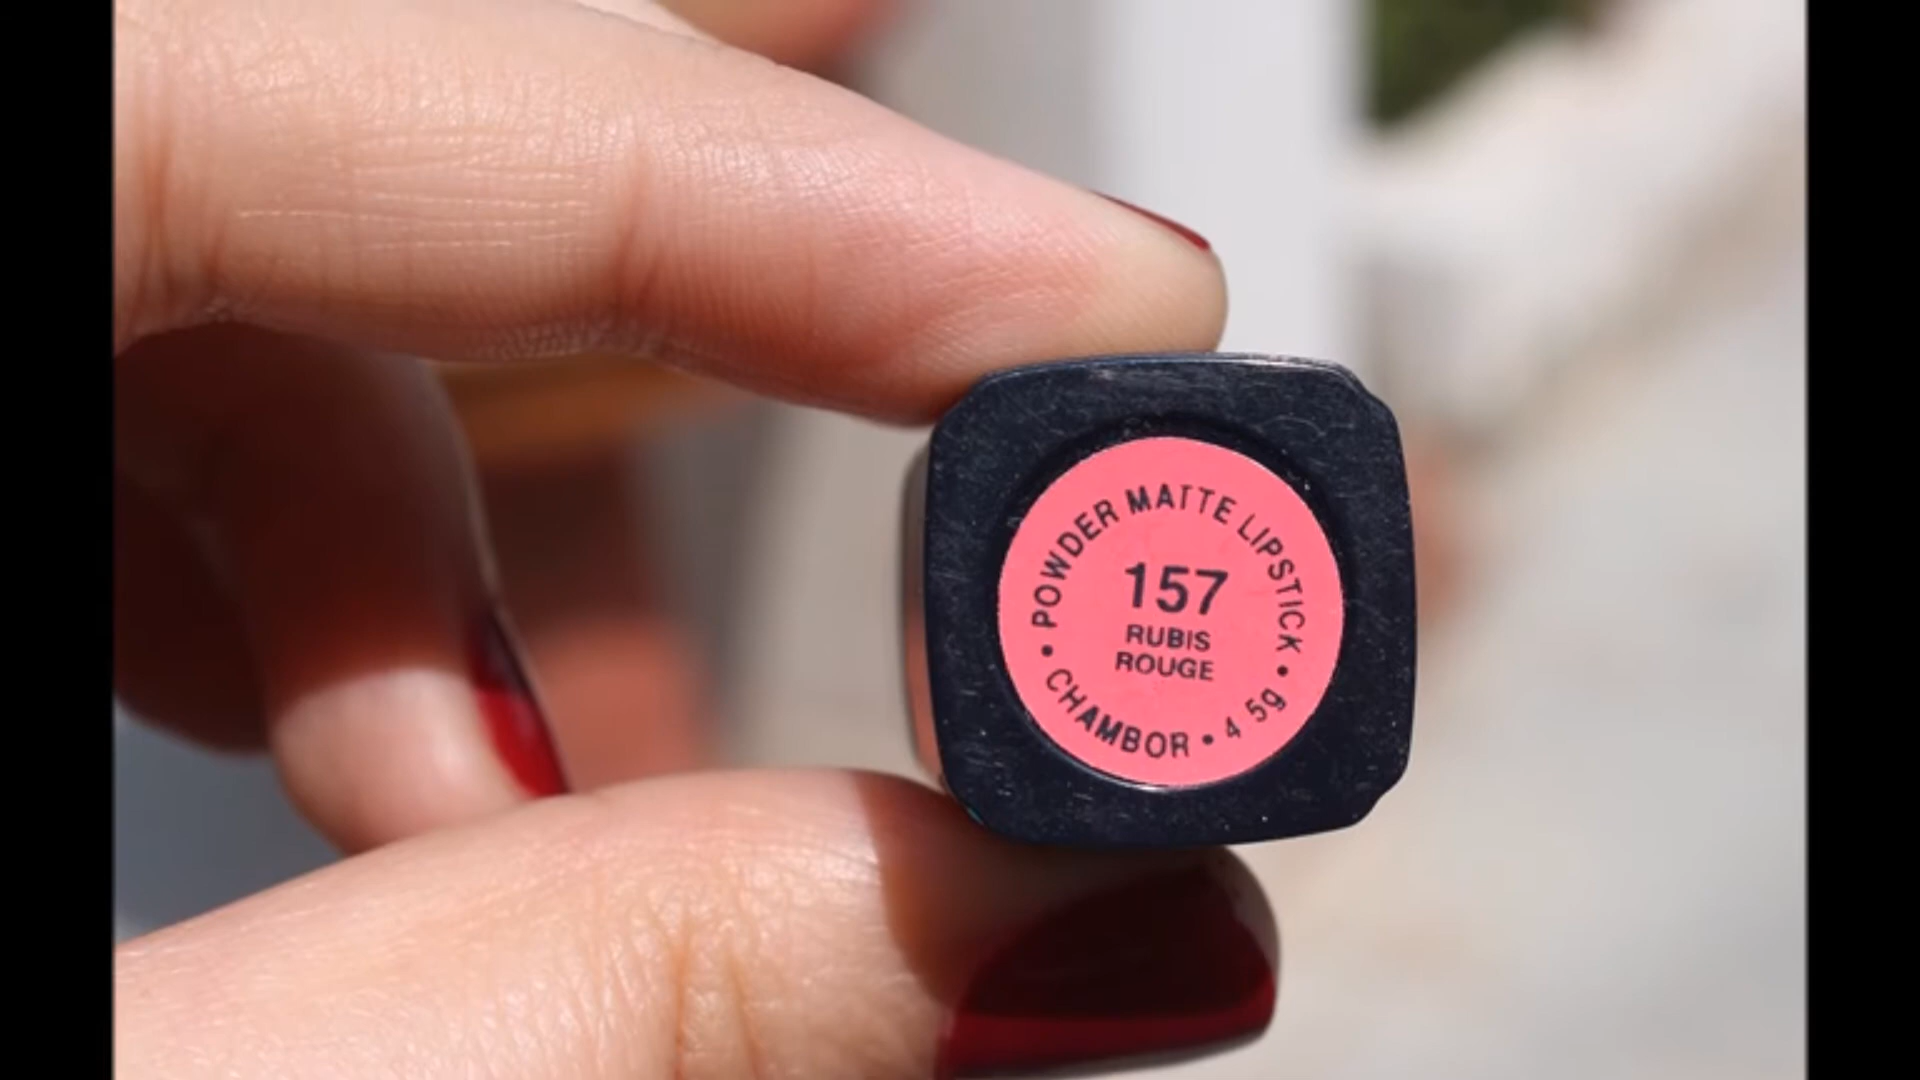 • POWDER MATTE LIPSTICK •
157
RUBIS
ROUGE
CHAMBOR • 4 5g